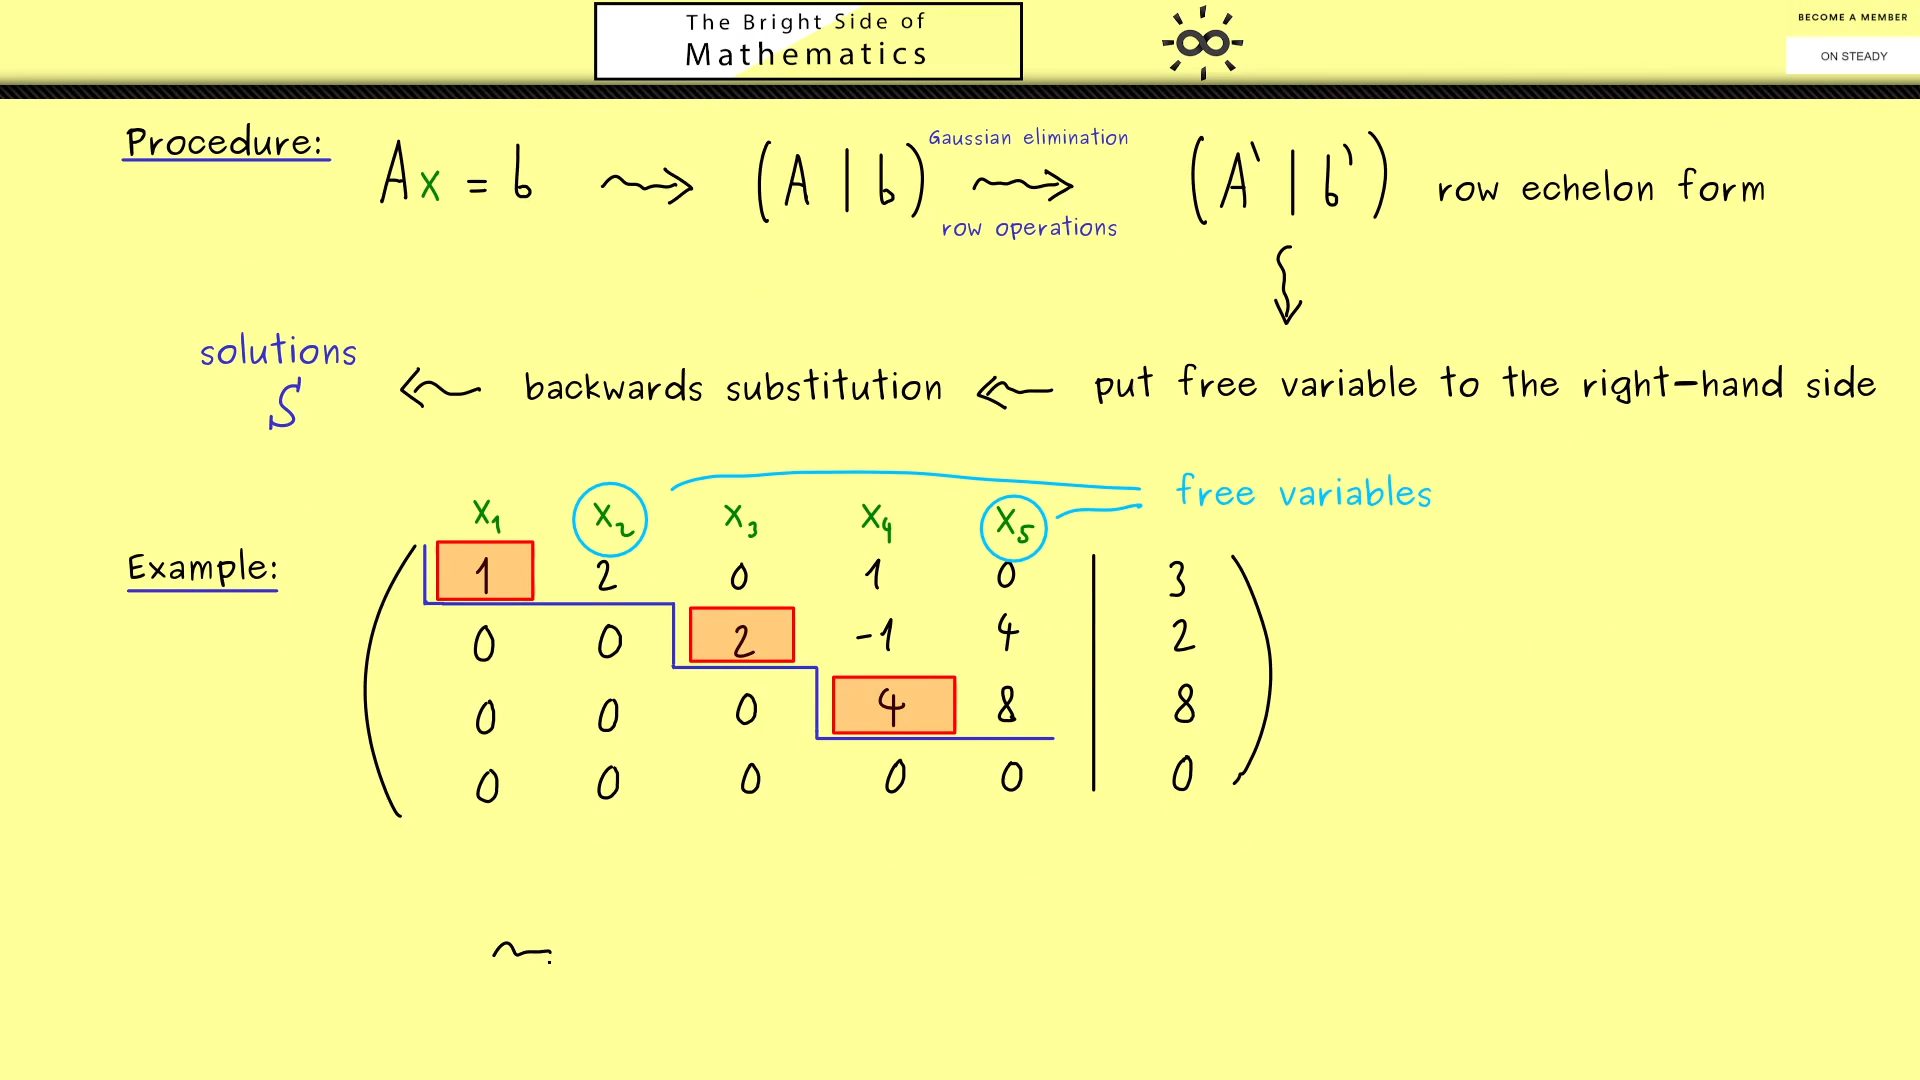 The Bright Side of
Mathematics
BECOME A MEMBER
ON STEADY
Procedure:
Ax = b ⇝ (A | b) Gaussian elimination ⇝ row operations (A' | b') row echelon form
solutions
S
backwards substitution
put free variable to the right-hand side
free variables
x₁ x₂ x₃ x₄ x₅
Example:
1 2 0 1 0 | 3
0 0 2 -1 4 | 2
0 0 0 4 8 | 8
0 0 0 0 0 | 0